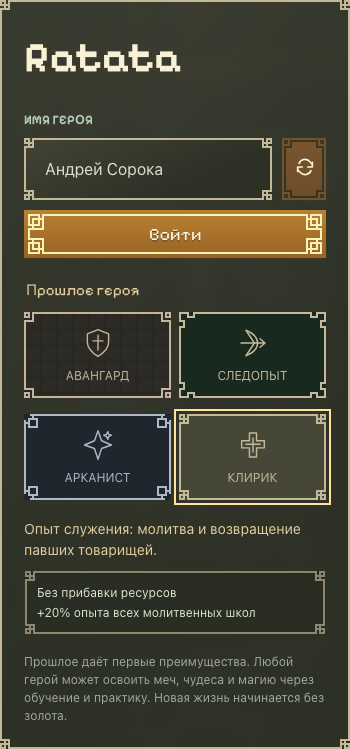 Ratata
ИМЯ ГЕРОЯ
Андрей Сорока
Войти
Прошлое героя
АВАНГАРД
СЛЕДОПЫТ
АРКАНИСТ
КЛИРИК
Опыт служения: молитва и возвращение
павших товарищей.
Без прибавки ресурсов
+20% опыта всех молитвенных школ
Прошлое даёт первые преимущества. Любой
герой может освоить меч, чудеса и магию через
обучение и практику. Новая жизнь начинается без
золота.